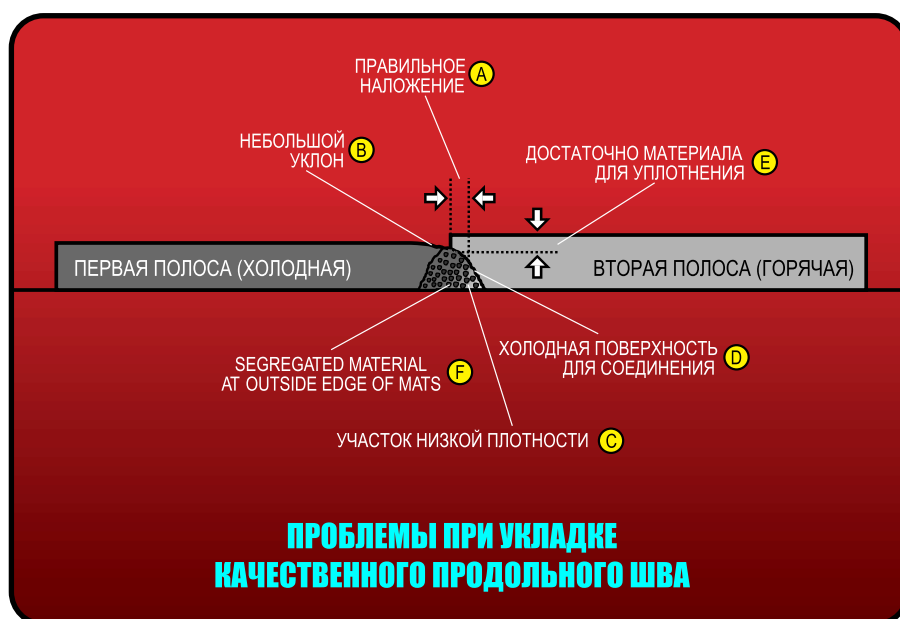 ПРАВИЛЬНОЕ
НАЛОЖЕНИЕ
A
НЕБОЛЬШОЙ
УКЛОН
B
ДОСТАТОЧНО МАТЕРИАЛА
ДЛЯ УПЛОТНЕНИЯ
E
ПЕРВАЯ ПОЛОСА (ХОЛОДНАЯ)
ВТОРАЯ ПОЛОСА (ГОРЯЧАЯ)
SEGREGATED MATERIAL
AT OUTSIDE EDGE OF MATS
F
ХОЛОДНАЯ ПОВЕРХНОСТЬ
ДЛЯ СОЕДИНЕНИЯ
D
УЧАСТОК НИЗКОЙ ПЛОТНОСТИ C
ПРОБЛЕМЫ ПРИ УКЛАДКЕ
КАЧЕСТВЕННОГО ПРОДОЛЬНОГО ШВА